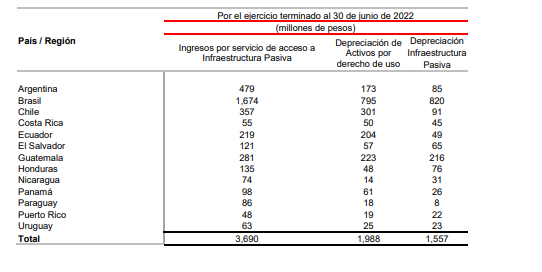 Por el ejercicio terminado al 30 de junio de 2022
(millones de pesos)
País / Región
Ingresos por servicio de acceso a Infraestructura Pasiva
Depreciación de Activos por derecho de uso
Depreciación Infraestructura Pasiva
Argentina 479 173 85
Brasil 1,674 795 820
Chile 357 301 91
Costa Rica 55 50 45
Ecuador 219 204 49
El Salvador 121 57 65
Guatemala 281 223 216
Honduras 135 48 76
Nicaragua 74 14 31
Panamá 98 61 26
Paraguay 86 18 8
Puerto Rico 48 19 22
Uruguay 63 25 23
Total 3,690 1,988 1,557